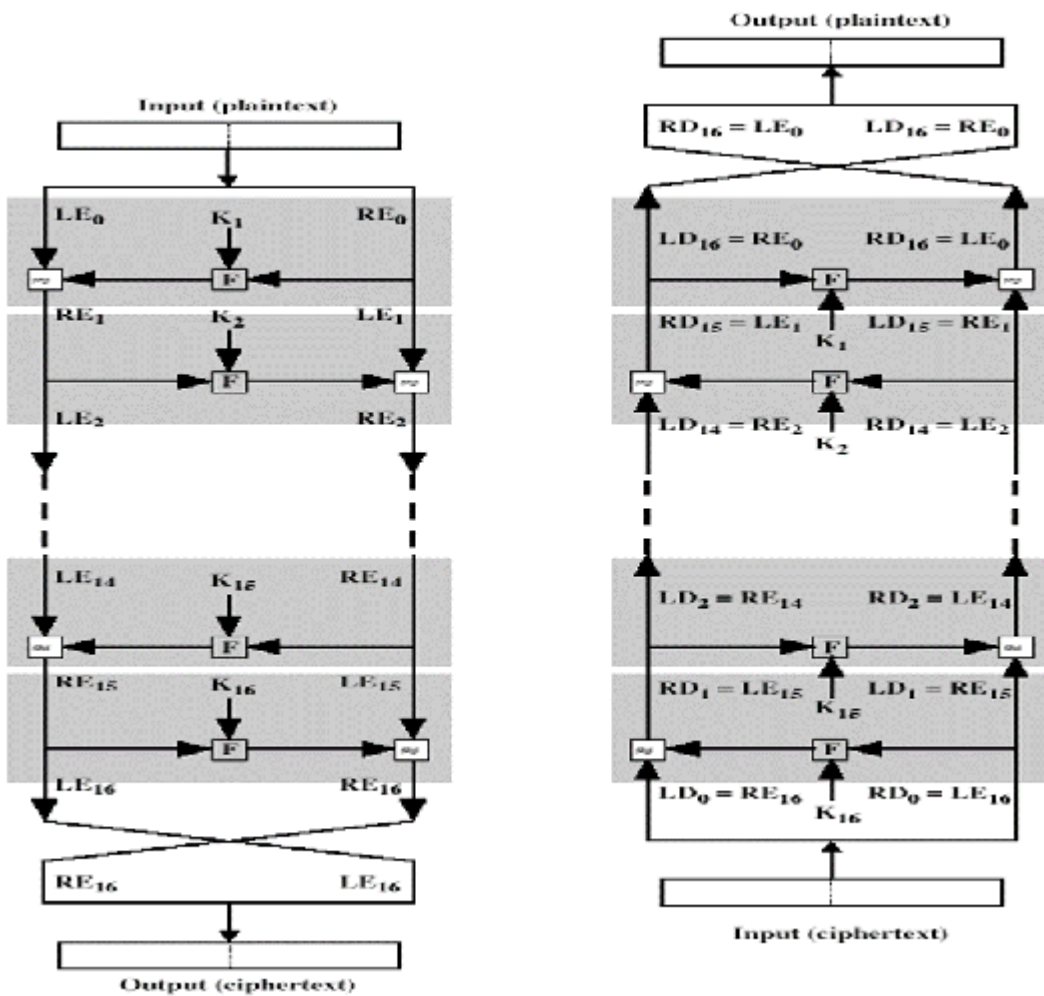 Input (plaintext)
LE₀ K₁ RE₀
F
RE₁ K₂ LE₁
F
LE₂ RE₂
LE₁₄ K₁₅ RE₁₄
F
RE₁₅ K₁₆ LE₁₅
F
LE₁₆ RE₁₆
RE₁₆ LE₁₆
Output (ciphertext)
Output (plaintext)
RD₁₆ = LE₀ LD₁₆ = RE₀
LD₁₆ = RE₀ RD₁₆ = LE₀
F
RD₁₅ = LE₁ LD₁₅ = RE₁
K₁
F
LD₁₄ = RE₂ RD₁₄ = LE₂
K₂
LD₂ = RE₁₄ RD₂ = LE₁₄
F
RD₁ = LE₁₅ LD₁ = RE₁₅
K₁₅
F
LD₀ = RE₁₆ RD₀ = LE₁₆
K₁₆
Input (ciphertext)